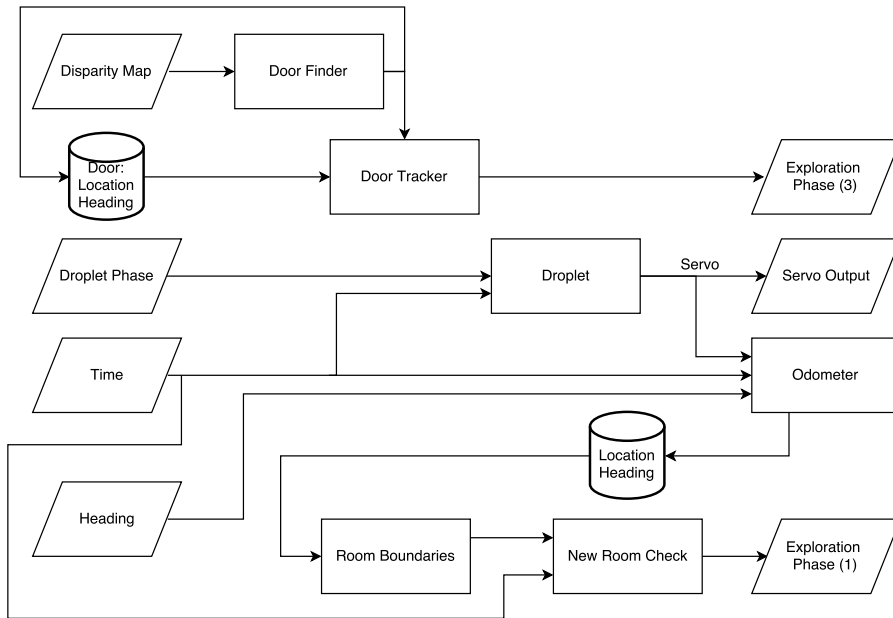 Disparity Map
Door Finder
Door:
Location
Heading
Door Tracker
Exploration
Phase (3)
Droplet Phase
Droplet
Servo
Servo Output
Time
Odometer
Location
Heading
Heading
Room Boundaries
New Room Check
Exploration
Phase (1)